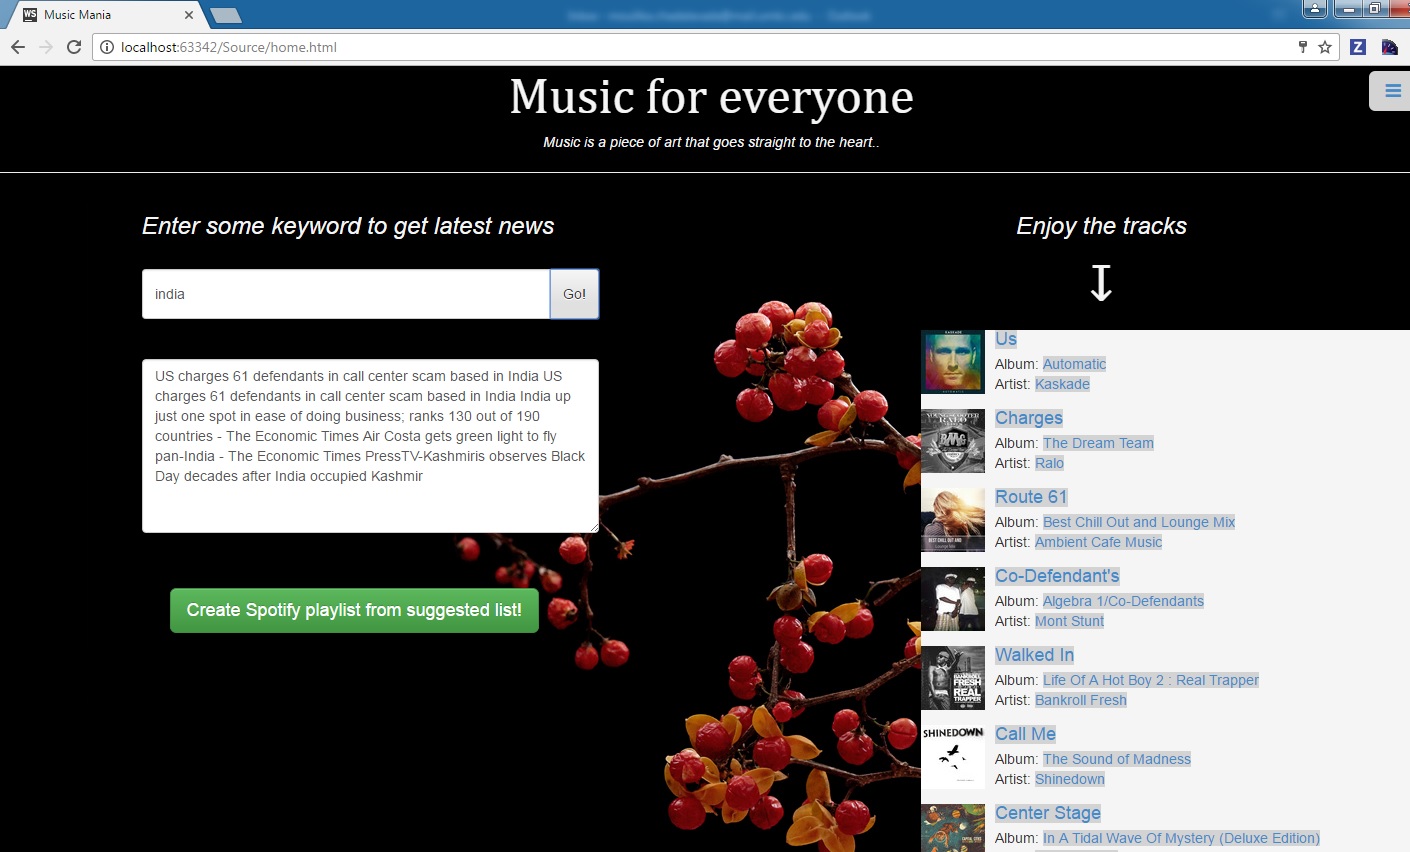 Music Mania
localhost:63342/Source/home.html
Music for everyone
Music is a piece of art that goes straight to the heart..
Enter some keyword to get latest news
india
Go!
US charges 61 defendants in call center scam based in India US
charges 61 defendants in call center scam based in India India up
just one spot in ease of doing business; ranks 130 out of 190
countries - The Economic Times Air Costa gets green light to fly
pan-India - The Economic Times PressTV-Kashmiris observes Black
Day decades after India occupied Kashmir
Create Spotify playlist from suggested list!
Enjoy the tracks
Us
Album: Automatic
Artist: Kaskade
Charges
Album: The Dream Team
Artist: Ralo
Route 61
Album: Best Chill Out and Lounge Mix
Artist: Ambient Cafe Music
Co-Defendant's
Album: Algebra 1/Co-Defendants
Artist: Mont Stunt
Walked In
Album: Life Of A Hot Boy 2 : Real Trapper
Artist: Bankroll Fresh
SHINEDOWN
Call Me
Album: The Sound of Madness
Artist: Shinedown
Center Stage
Album: In A Tidal Wave Of Mystery (Deluxe Edition)